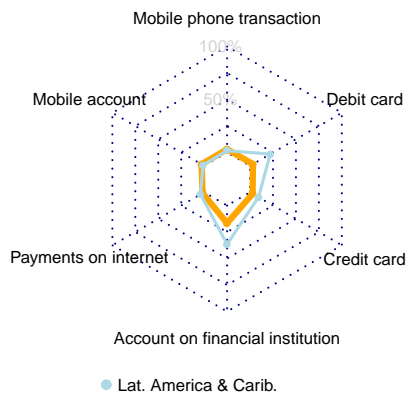 Mobile phone transaction
100%
Mobile account
50%
Debit card
Payments on internet
Credit card
Account on financial institution
Lat. America & Carib.